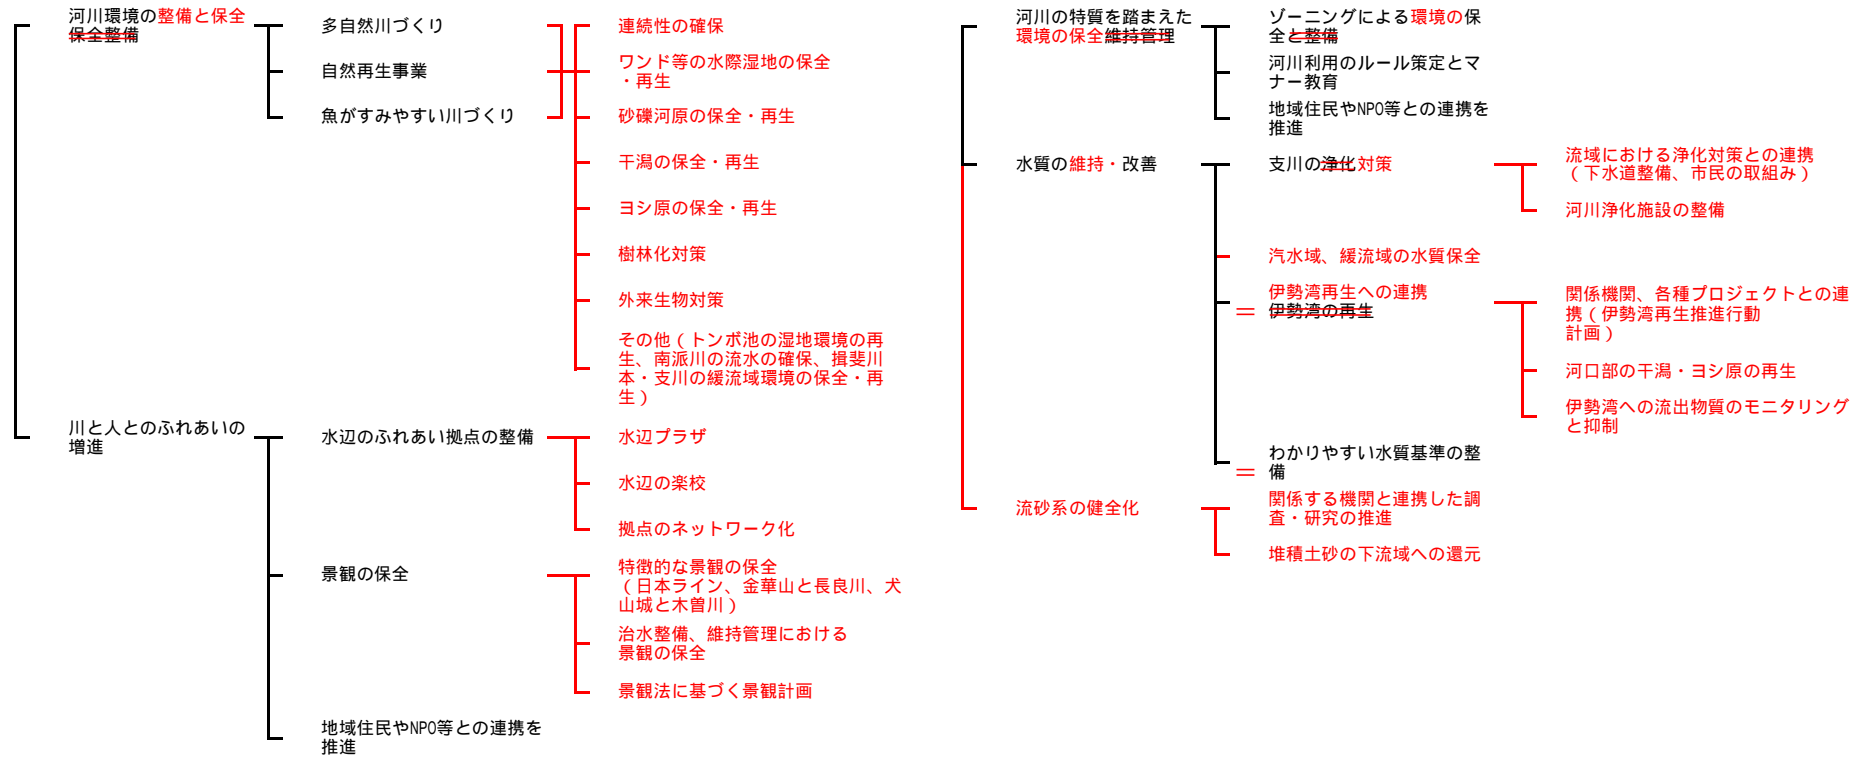 河川環境の整備と保全
保全整備
多自然川づくり
自然再生事業
魚がすみやすい川づくり
連続性の確保
ワンド等の水際湿地の保全
・再生
砂礫河原の保全・再生
干潟の保全・再生
ヨシ原の保全・再生
樹林化対策
外来生物対策
その他（トンボ池の湿地環境の再
生、南派川の流水の確保、揖斐川
本・支川の緩流域環境の保全・再
生）
川と人とのふれあいの
増進
水辺のふれあい拠点の整備
水辺プラザ
水辺の楽校
拠点のネットワーク化
景観の保全
特徴的な景観の保全
（日本ライン、金華山と長良川、犬
山城と木曽川）
治水整備、維持管理における
景観の保全
景観法に基づく景観計画
地域住民やNPO等との連携を
推進
河川の特質を踏まえた
環境の保全維持管理
ゾーニングによる環境の保
全と整備
河川利用のルール策定とマ
ナー教育
地域住民やNPO等との連携を
推進
水質の維持・改善
支川の浄化対策
流域における浄化対策との連携
（下水道整備、市民の取組み）
河川浄化施設の整備
汽水域、緩流域の水質保全
伊勢湾再生への連携
＝ 伊勢湾の再生
関係機関、各種プロジェクトとの連
携（伊勢湾再生推進行動
計画）
河口部の干潟・ヨシ原の再生
伊勢湾への流出物質のモニタリング
と抑制
わかりやすい水質基準の整
＝ 備
流砂系の健全化
関係する機関と連携した調
査・研究の推進
堆積土砂の下流域への還元